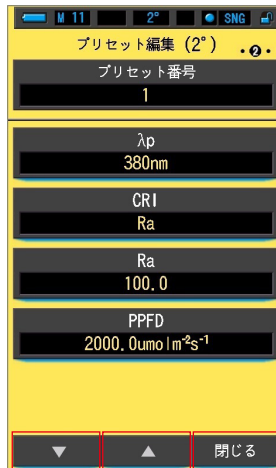 M 11 2° SNG
プリセット編集 (2°) ·❷·
プリセット番号
1
λp
380nm
CRI
Ra
Ra
100.0
PPFD
2000.0umolm⁻²s⁻¹
▼ ▲ 閉じる